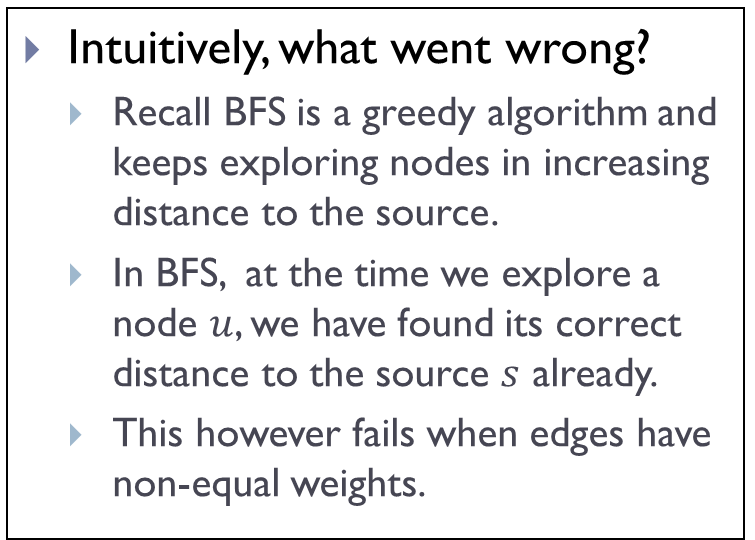 Intuitively, what went wrong?
Recall BFS is a greedy algorithm and
keeps exploring nodes in increasing
distance to the source.
In BFS, at the time we explore a
node u, we have found its correct
distance to the source s already.
This however fails when edges have
non-equal weights.